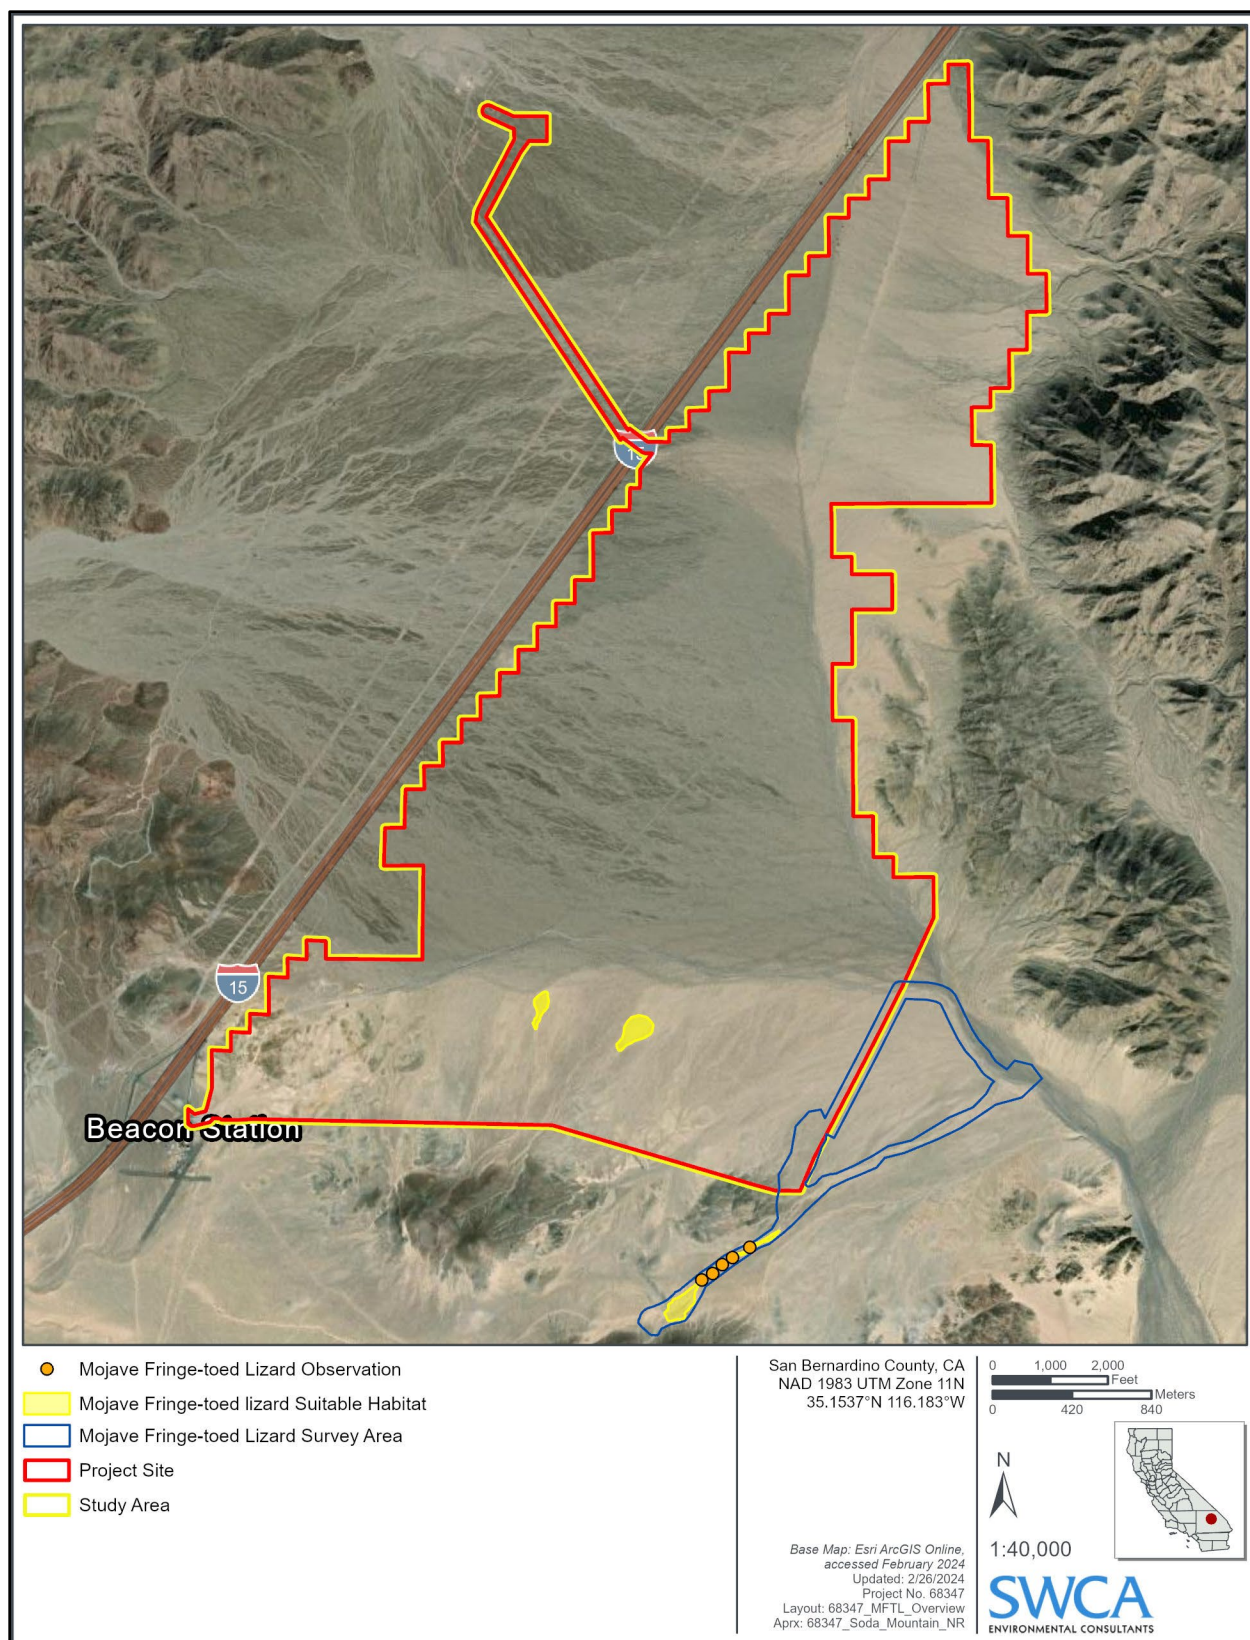 15
15
Beacon Station
Mojave Fringe-toed Lizard Observation
Mojave Fringe-toed lizard Suitable Habitat
Mojave Fringe-toed Lizard Survey Area
Project Site
Study Area
San Bernardino County, CA
NAD 1983 UTM Zone 11N
35.1537°N 116.183°W
Base Map: Esri ArcGIS Online,
accessed February 2024
Updated: 2/26/2024
Project No. 68347
Layout: 68347_MFTL_Overview
Aprx: 68347_Soda_Mountain_NR
0 1,000 2,000
Feet
Meters
0 420 840
N
1:40,000
SWCA
ENVIRONMENTAL CONSULTANTS